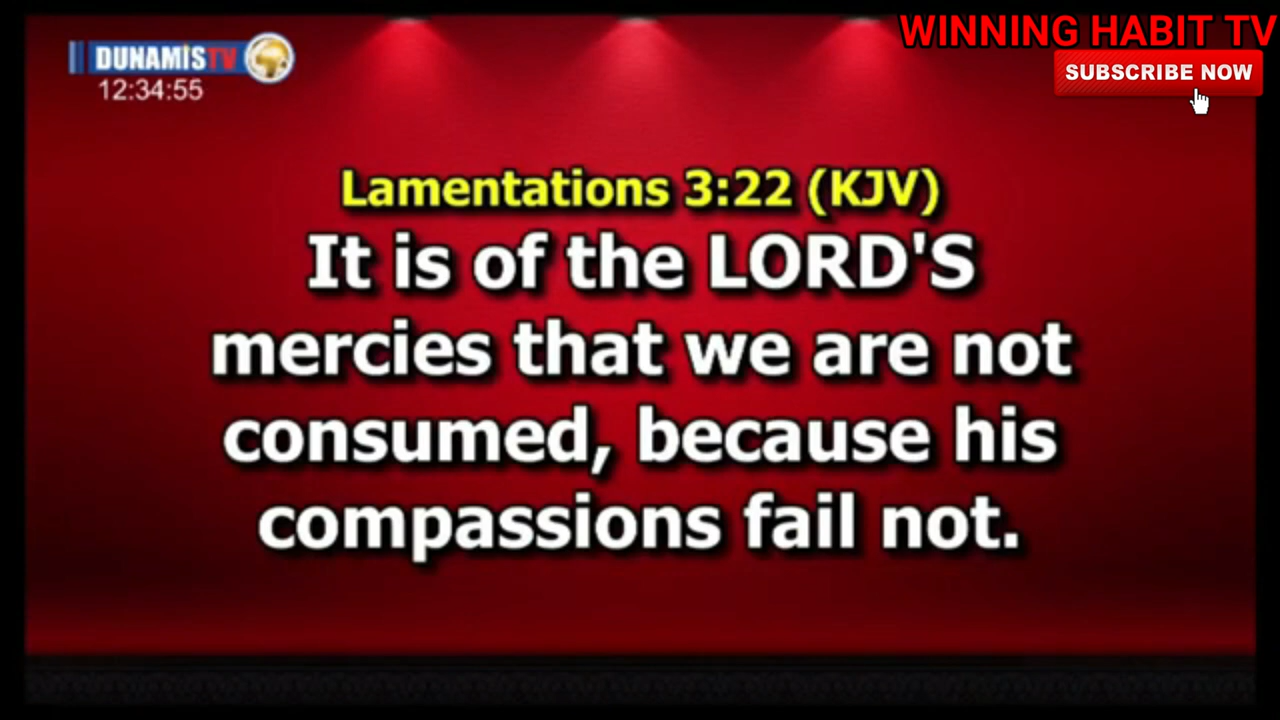 DUNAMIS TV
12:34:55
WINNING HABIT TV
SUBSCRIBE NOW
Lamentations 3:22 (KJV)
It is of the LORD'S
mercies that we are not
consumed, because his
compassions fail not.